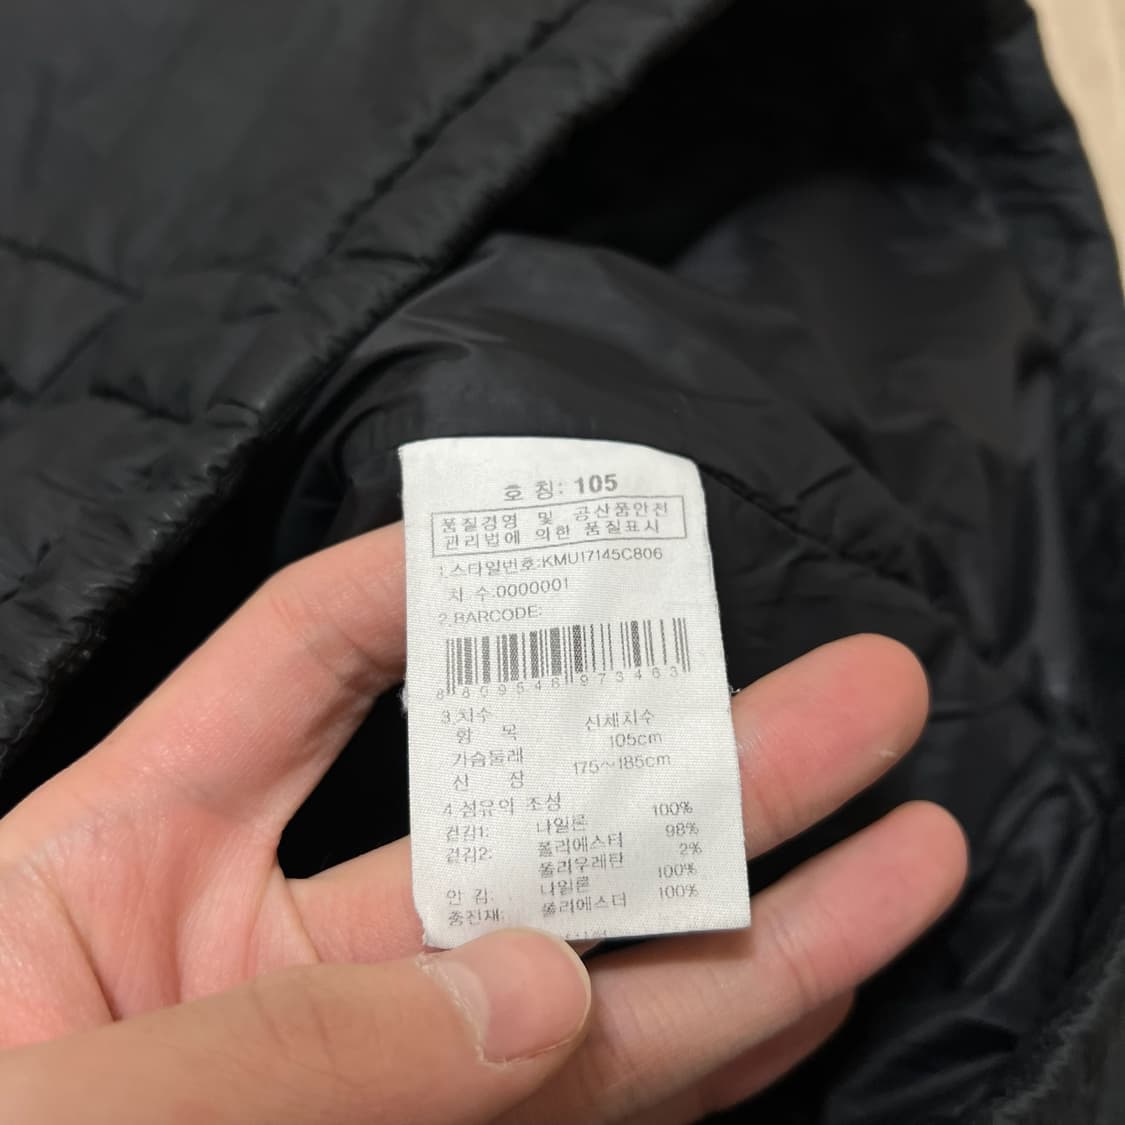 호 칭: 105
품질경영 및 공산품안전
관리법에 의한 품질표시
1.스타일번호:KMU17145C806
차 수:0000001
2.BARCODE:
8 809548 973463
3.치수
항 목 신체치수
가슴둘레 105cm
신 장 175~185cm
4.섬유의 조성
겉감1: 나일론 100%
겉감2: 폴리에스터 98%
폴리우레탄 2%
안 감: 나일론 100%
충전재: 폴리에스터 100%